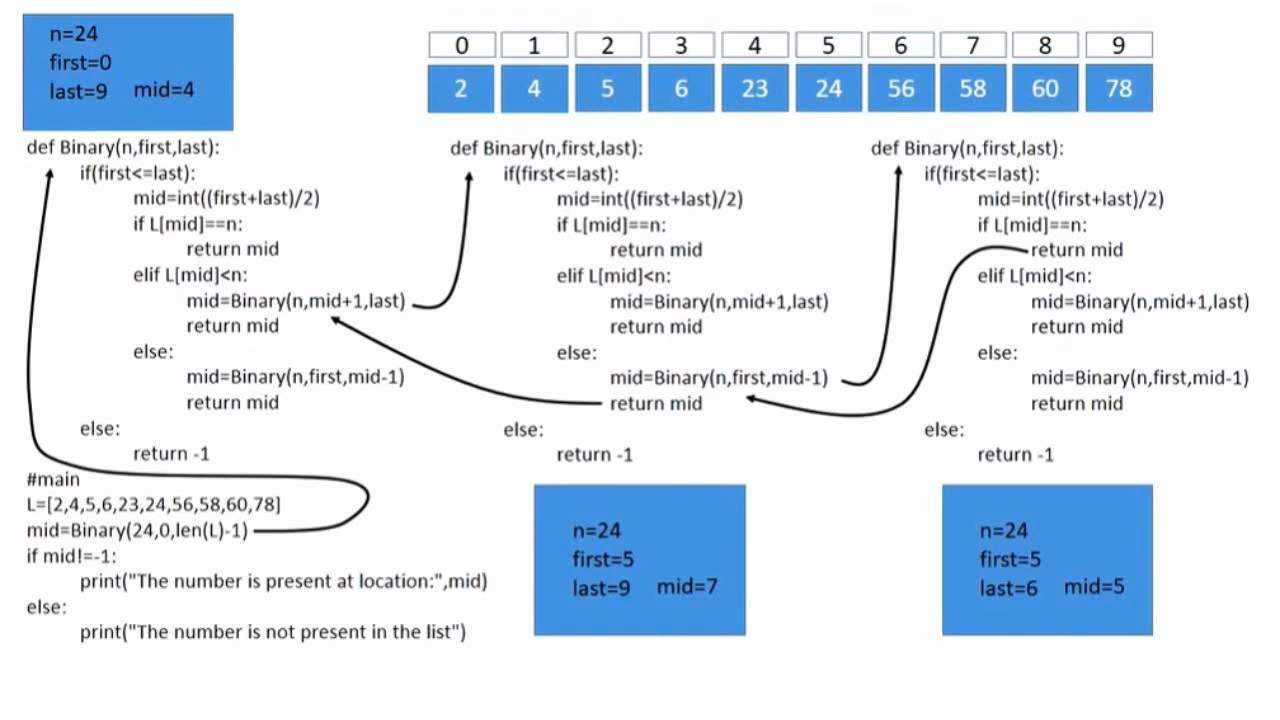 n=24
first=0
last=9 mid=4
0 1 2 3 4 5 6 7 8 9
2 4 5 6 23 24 56 58 60 78
def Binary(n,first,last):
if(first<=last):
mid=int((first+last)/2)
if L[mid]==n:
return mid
elif L[mid]<n:
mid=Binary(n,mid+1,last)
return mid
else:
mid=Binary(n,first,mid-1)
return mid
else:
return -1
#main
L=[2,4,5,6,23,24,56,58,60,78]
mid=Binary(24,0,len(L)-1)
if mid!=-1:
print("The number is present at location:",mid)
else:
print("The number is not present in the list")
def Binary(n,first,last):
if(first<=last):
mid=int((first+last)/2)
if L[mid]==n:
return mid
elif L[mid]<n:
mid=Binary(n,mid+1,last)
return mid
else:
mid=Binary(n,first,mid-1)
return mid
else:
return -1
n=24
first=5
last=9 mid=7
def Binary(n,first,last):
if(first<=last):
mid=int((first+last)/2)
if L[mid]==n:
return mid
elif L[mid]<n:
mid=Binary(n,mid+1,last)
return mid
else:
mid=Binary(n,first,mid-1)
return mid
else:
return -1
n=24
first=5
last=6 mid=5